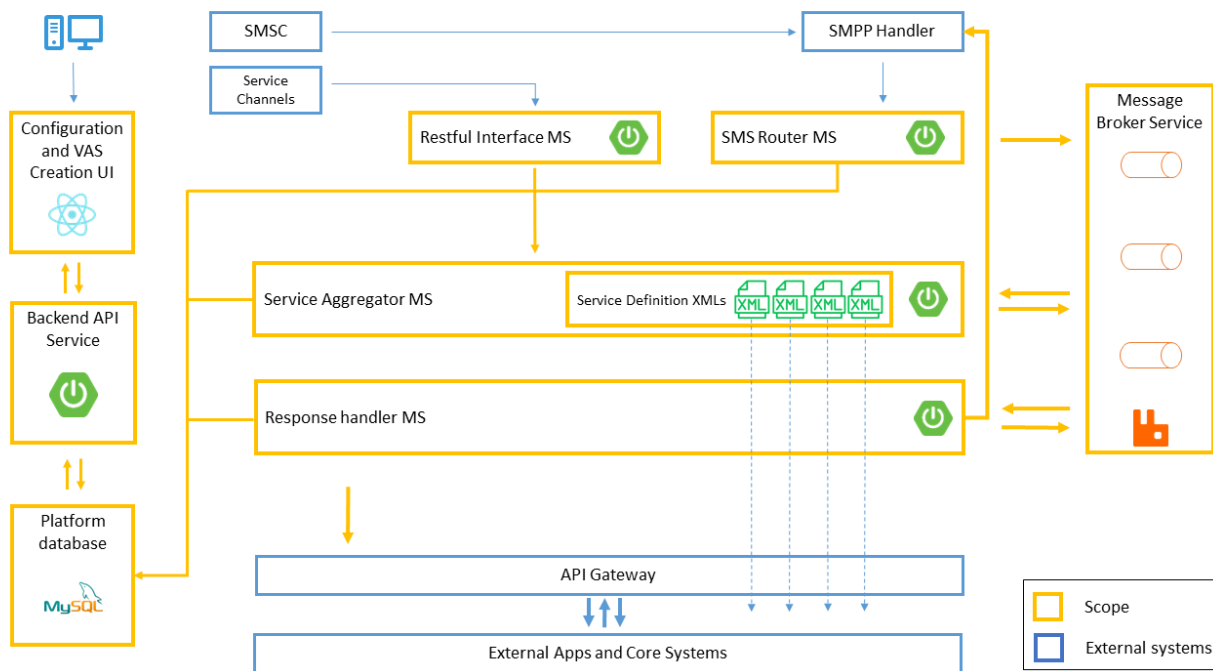 SMSC
SMPP Handler
Service
Channels
Configuration
and VAS
Creation UI
Restful Interface MS
SMS Router MS
Message
Broker Service
Service Aggregator MS
Service Definition XMLs
XML
XML
XML
XML
Backend API
Service
Response handler MS
Platform
database
MySQL
API Gateway
External Apps and Core Systems
Scope
External systems